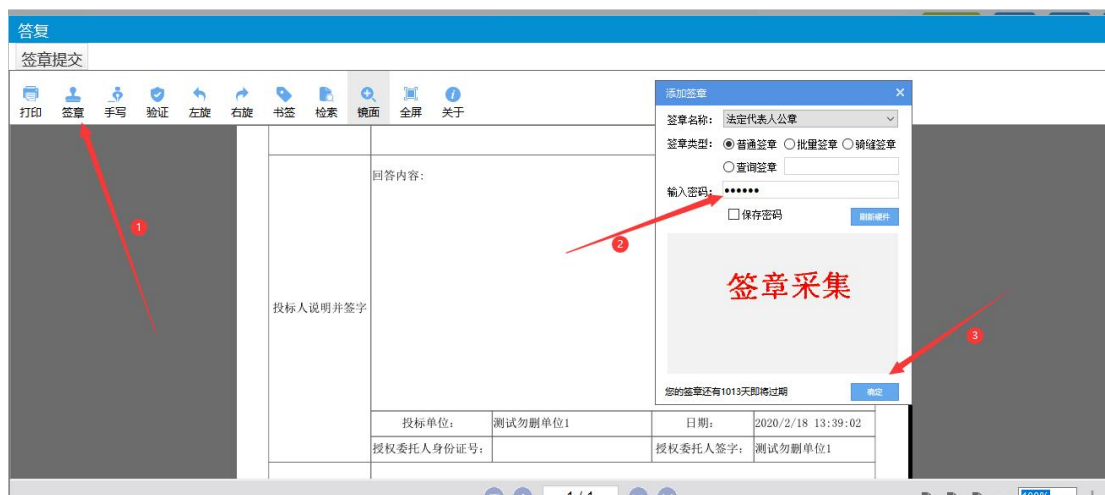 答复
签章提交
打印 签章 手写 验证 左旋 右旋 书签 检索 镜面 全屏 关于
添加签章
签章名称: 法定代表人公章
签章类型: 普通签章 批量签章 骑缝签章
查询签章
输入密码: ••••••
保存密码 刷新硬件
签章采集
您的签章还有1013天即将过期 确定
1
2
3
回答内容:
投标人说明并签字
投标单位: 测试勿删单位1 日期: 2020/2/18 13:39:02
授权委托人身份证号: 授权委托人签字: 测试勿删单位1